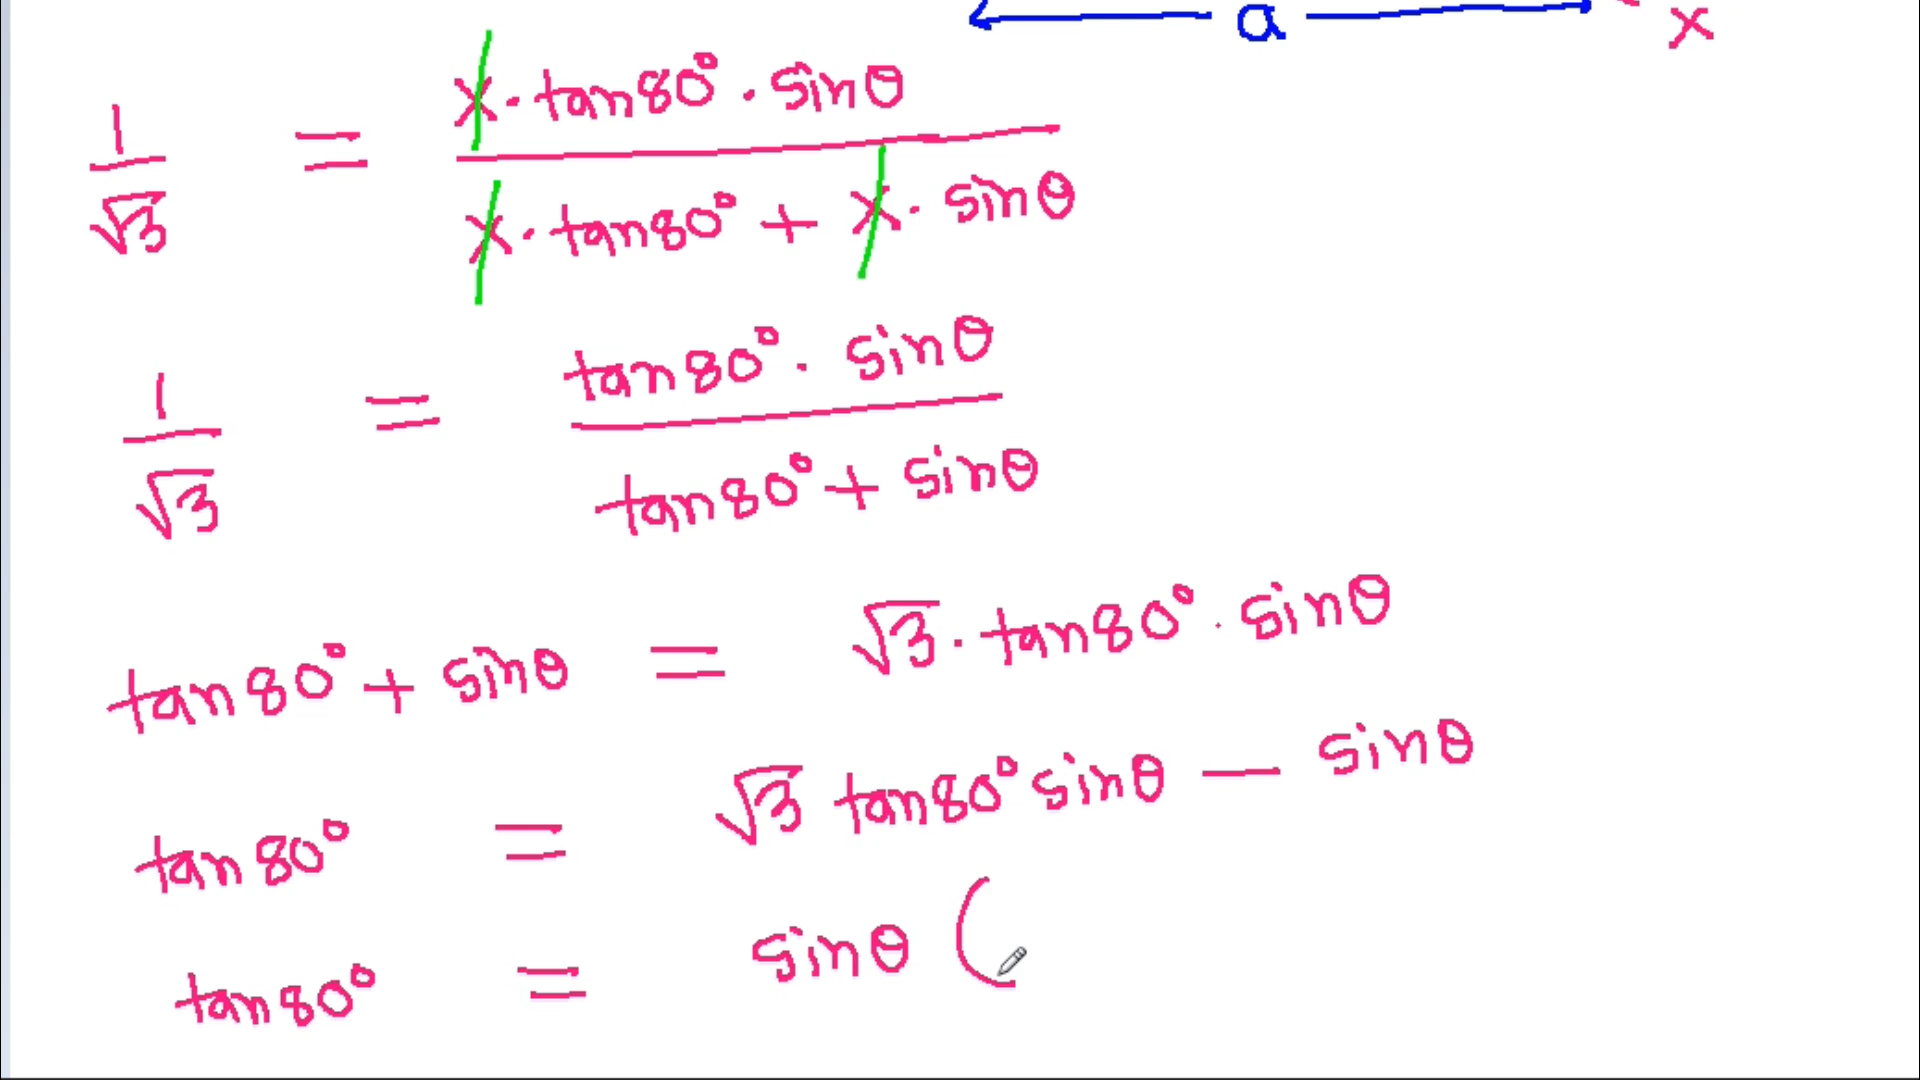 a
x
1/√3 = (x · tan80° · sinθ)/(x · tan80° + x · sinθ)
1/√3 = (tan80° · sinθ)/(tan80° + sinθ)
tan80° + sinθ = √3 · tan80° · sinθ
tan80° = √3 tan80° sinθ — sinθ
tan80° = sinθ (